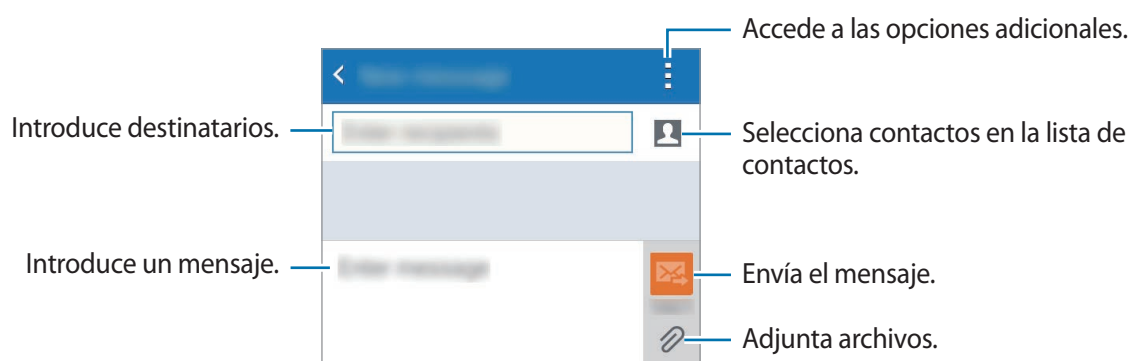 Accede a las opciones adicionales.
Introduce destinatarios.
Selecciona contactos en la lista de
contactos.
Introduce un mensaje.
Envía el mensaje.
Adjunta archivos.